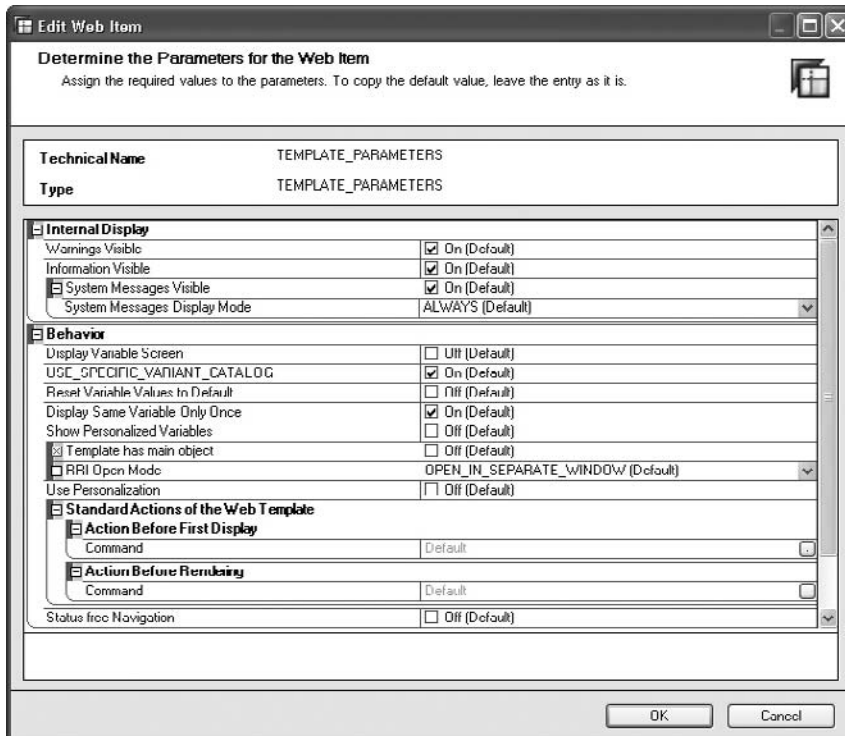 Edit Web Item
Determine the Parameters for the Web Item
Assign the required values to the parameters. To copy the default value, leave the entry as it is.
Technical Name TEMPLATE_PARAMETERS
Type TEMPLATE_PARAMETERS
Internal Display
Warnings Visible On (Default)
Information Visible On (Default)
System Messages Visible On (Default)
System Messages Display Mode ALWAYS (Default)
Behavior
Display Variable Screen Off (Default)
USE_SPECIFIC_VARIANT_CATALOG On (Default)
Reset Variable Values to Default Off (Default)
Display Same Variable Only Once On (Default)
Show Personalized Variables Off (Default)
Template has main object Off (Default)
RRI Open Mode OPEN_IN_SEPARATE_WINDOW (Default)
Use Personalization Off (Default)
Standard Actions of the Web Template
Action Before First Display
Command Default
Action Before Rendering
Command Default
Status free Navigation Off (Default)
OK Cancel